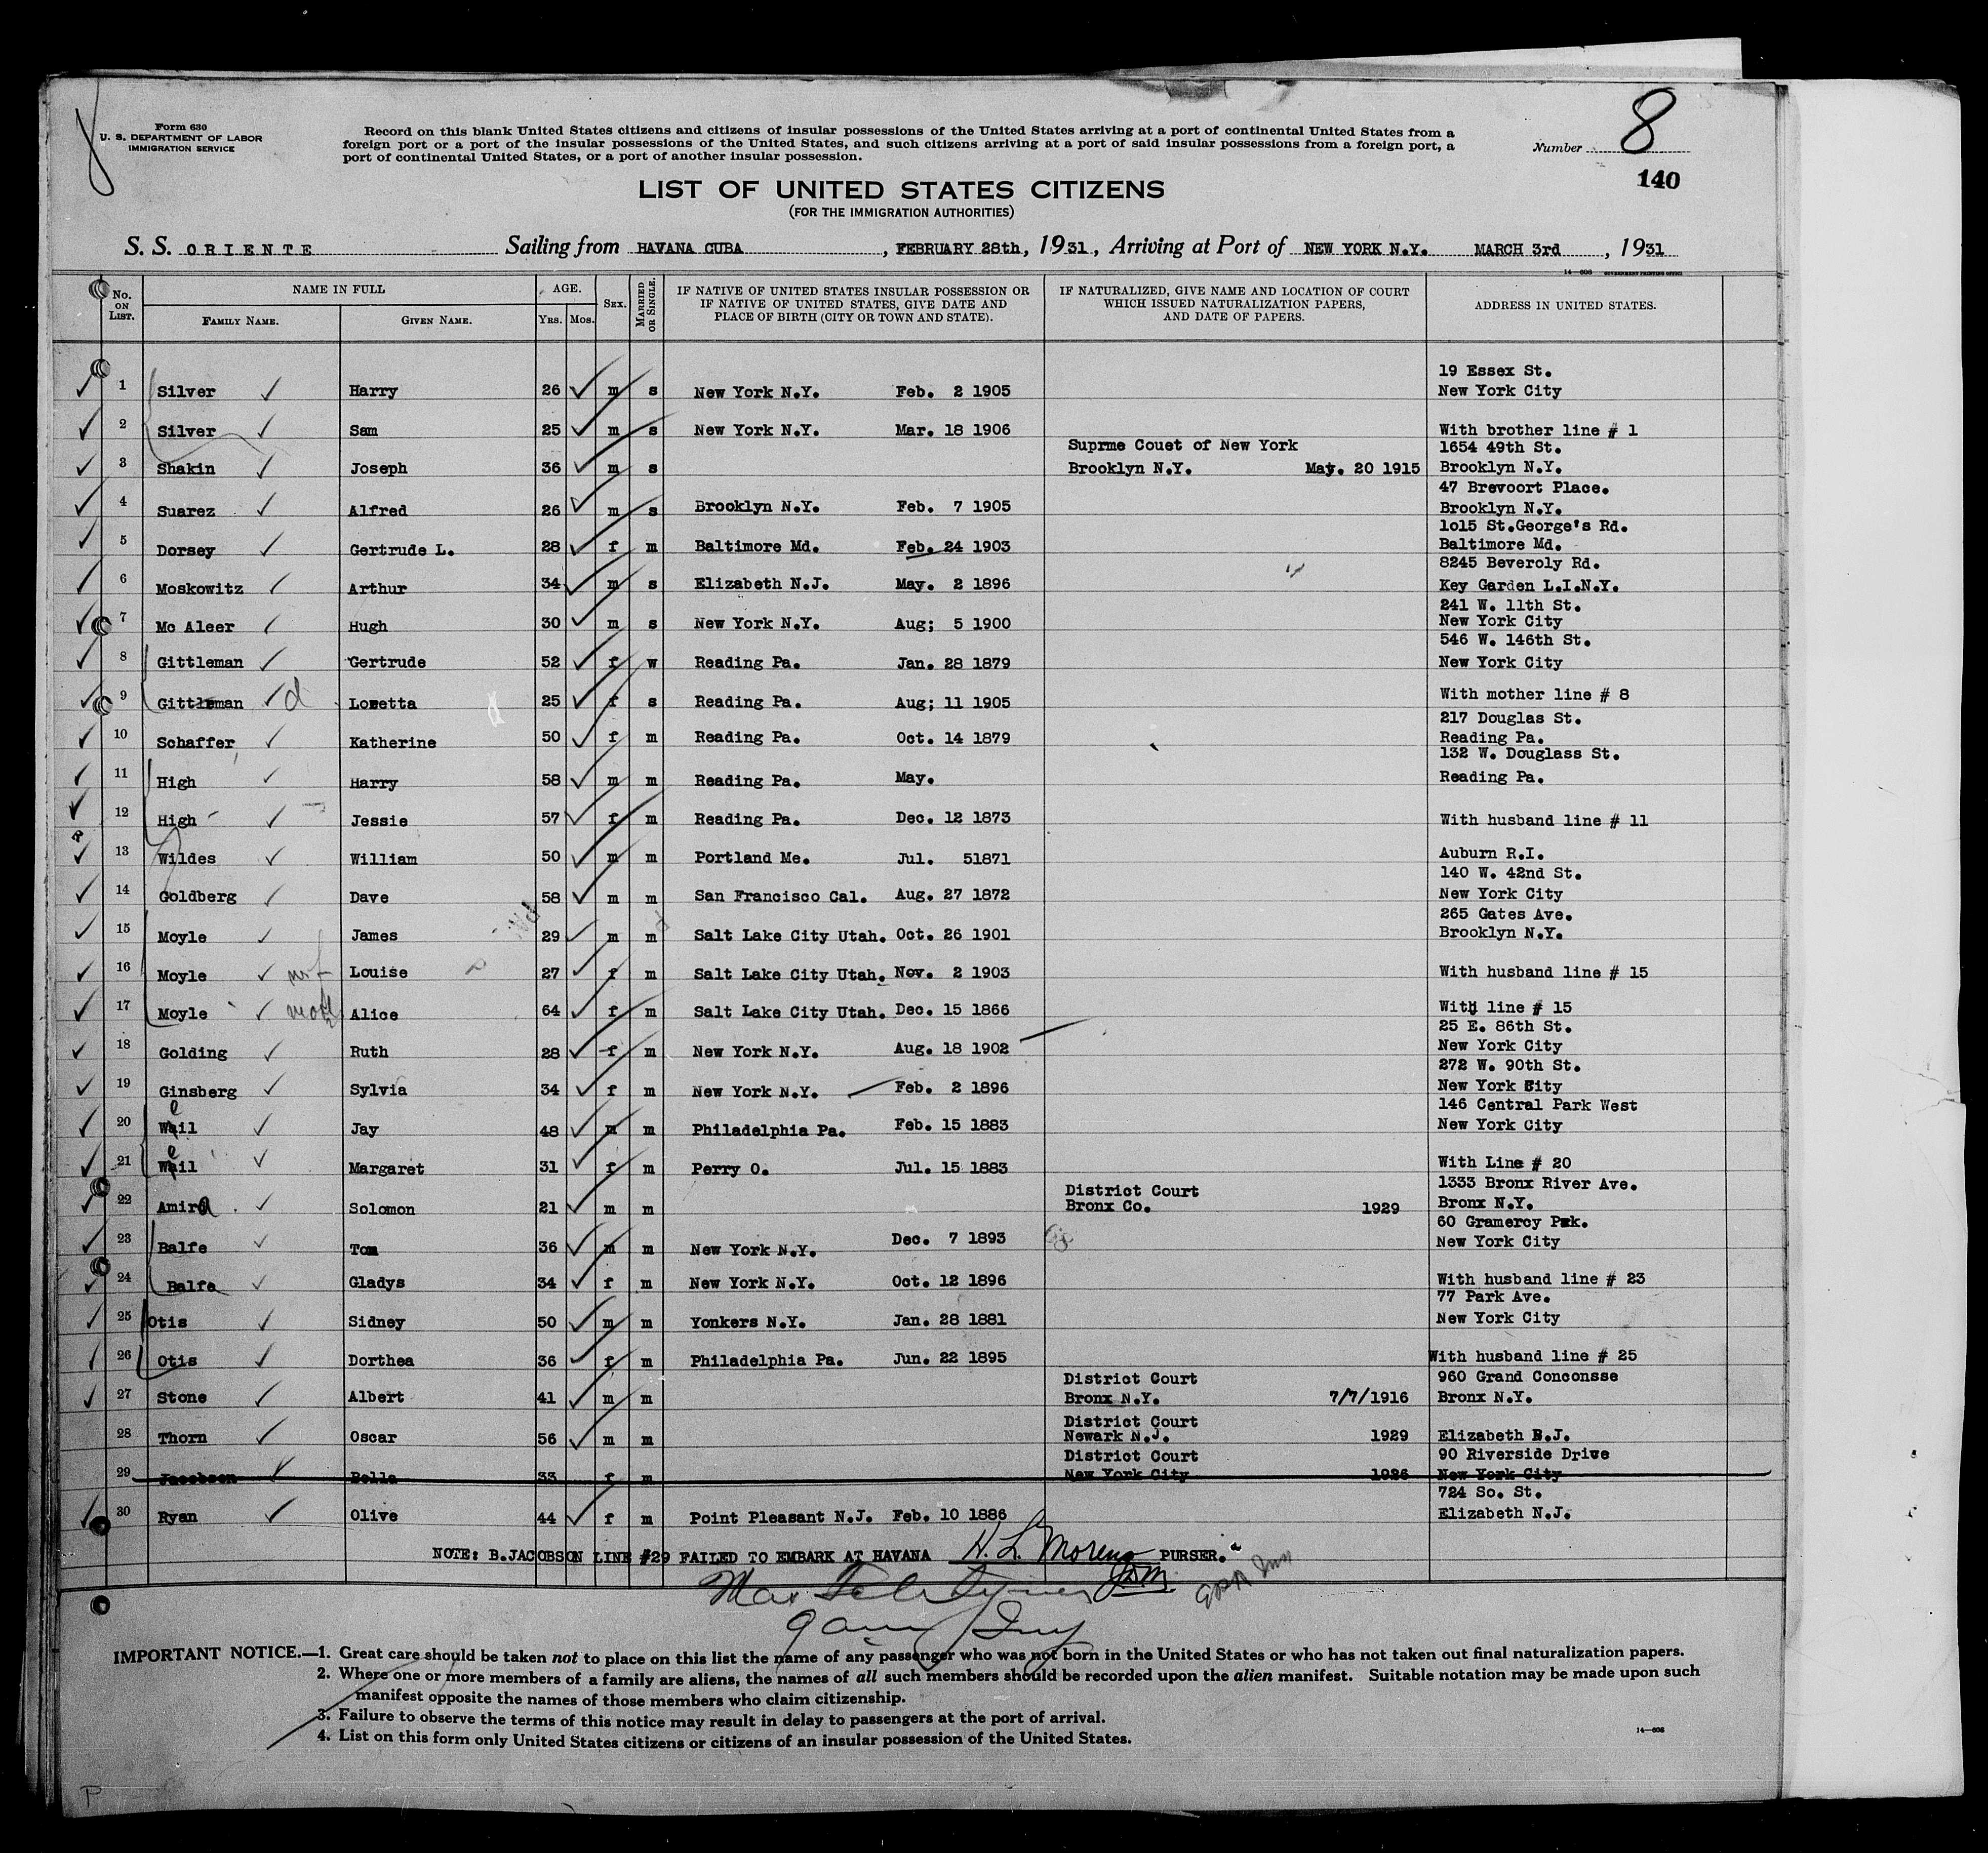 Form 630
U. S. DEPARTMENT OF LABOR
IMMIGRATION SERVICE
Record on this blank United States citizens and citizens of insular possessions of the United States arriving at a port of continental United States from a
foreign port or a port of the insular possessions of the United States, and such citizens arriving at a port of said insular possessions from a foreign port, a
port of continental United States, or a port of another insular possession.
Number 8
140
LIST OF UNITED STATES CITIZENS
(FOR THE IMMIGRATION AUTHORITIES)
S. S. ORIENTE Sailing from HAVANA CUBA, FEBRUARY 28th, 1931, Arriving at Port of NEW YORK N.Y. MARCH 3rd, 1931
14—608 GOVERNMENT PRINTING OFFICE
No. ON LIST. NAME IN FULL FAMILY NAME. GIVEN NAME. AGE. YRS. MOS. SEX. MARRIED OR SINGLE. IF NATIVE OF UNITED STATES INSULAR POSSESSION OR IF NATIVE OF UNITED STATES, GIVE DATE AND PLACE OF BIRTH (CITY OR TOWN AND STATE). IF NATURALIZED, GIVE NAME AND LOCATION OF COURT WHICH ISSUED NATURALIZATION PAPERS, AND DATE OF PAPERS. ADDRESS IN UNITED STATES.
19 Essex St.
1 Silver Harry 26 m s New York N.Y. Feb. 2 1905 New York City
2 Silver Sam 25 m s New York N.Y. Mar. 18 1906 With brother line # 1
Suprme Couet of New York 1654 49th St.
3 Shakin Joseph 36 m s Brooklyn N.Y. May. 20 1915 Brooklyn N.Y.
47 Brevoort Place.
4 Suarez Alfred 26 m s Brooklyn N.Y. Feb. 7 1905 Brooklyn N.Y.
1015 St.George's Rd.
5 Dorsey Gertrude L. 28 f m Baltimore Md. Feb. 24 1903 Baltimore Md.
8245 Beveroly Rd.
6 Moskowitz Arthur 34 m s Elizabeth N.J. May. 2 1896 Key Garden L.I.N.Y.
241 W. 11th St.
7 Mc Aleer Hugh 30 m s New York N.Y. Aug; 5 1900 New York City
546 W. 146th St.
8 Gittleman Gertrude 52 f w Reading Pa. Jan. 28 1879 New York City
9 Gittleman d Loretta 25 f s Reading Pa. Aug; 11 1905 With mother line # 8
217 Douglas St.
10 Schaffer Katherine 50 f m Reading Pa. Oct. 14 1879 Reading Pa.
132 W. Douglass St.
11 High Harry 58 m m Reading Pa. May. Reading Pa.
12 High Jessie 57 f m Reading Pa. Dec. 12 1873 With husband line # 11
13 Wildes William 50 m m Portland Me. Jul. 51871 Auburn R.I.
140 W. 42nd St.
14 Goldberg Dave 58 m m San Francisco Cal. Aug. 27 1872 New York City
265 Gates Ave.
15 Moyle James 29 m m Salt Lake City Utah. Oct. 26 1901 Brooklyn N.Y.
16 Moyle Louise 27 f m Salt Lake City Utah. Nov. 2 1903 With husband line # 15
17 Moyle Alice 64 f m Salt Lake City Utah. Dec. 15 1866 With line # 15
25 E. 86th St.
18 Golding Ruth 28 f m New York N.Y. Aug. 18 1902 New York City
272 W. 90th St.
19 Ginsberg Sylvia 34 f m New York N.Y. Feb. 2 1896 New York City
146 Central Park West
20 Weil Jay 48 m m Philadelphia Pa. Feb. 15 1883 New York City
21 Weil Margaret 31 f m Perry O. Jul. 15 1883 With Line # 20
District Court 1333 Bronx River Ave.
22 Amira Solomon 21 m m Bronx Co. 1929 Bronx N.Y.
60 Gramercy Prk.
23 Balfe Tom 36 m m New York N.Y. Dec. 7 1893 New York City
24 Balfe Gladys 34 f m New York N.Y. Oct. 12 1896 With husband line # 23
77 Park Ave.
25 Otis Sidney 50 m m Yonkers N.Y. Jan. 28 1881 New York City
26 Otis Dorthea 36 f m Philadelphia Pa. Jun. 22 1895 With husband line # 25
District Court 960 Grand Conconsse
27 Stone Albert 41 m m Bronx N.Y. 7/7/1916 Bronx N.Y.
District Court
28 Thorn Oscar 56 m m Newark N.J. 1929 Elizabeth N.J.
District Court 90 Riverside Drive
29 Jacobson Bella 33 f m New York City 1926 New York City
724 So. St.
30 Ryan Olive 44 f m Point Pleasant N.J. Feb. 10 1886 Elizabeth N.J.
NOTE: B.JACOBSON LINE #29 FAILED TO EMBARK AT HAVANA H. L. Moreno PURSER.
IMPORTANT NOTICE.—1. Great care should be taken not to place on this list the name of any passenger who was not born in the United States or who has not taken out final naturalization papers.
2. Where one or more members of a family are aliens, the names of all such members should be recorded upon the alien manifest. Suitable notation may be made upon such
manifest opposite the names of those members who claim citizenship.
3. Failure to observe the terms of this notice may result in delay to passengers at the port of arrival.
4. List on this form only United States citizens or citizens of an insular possession of the United States.
14—608
P